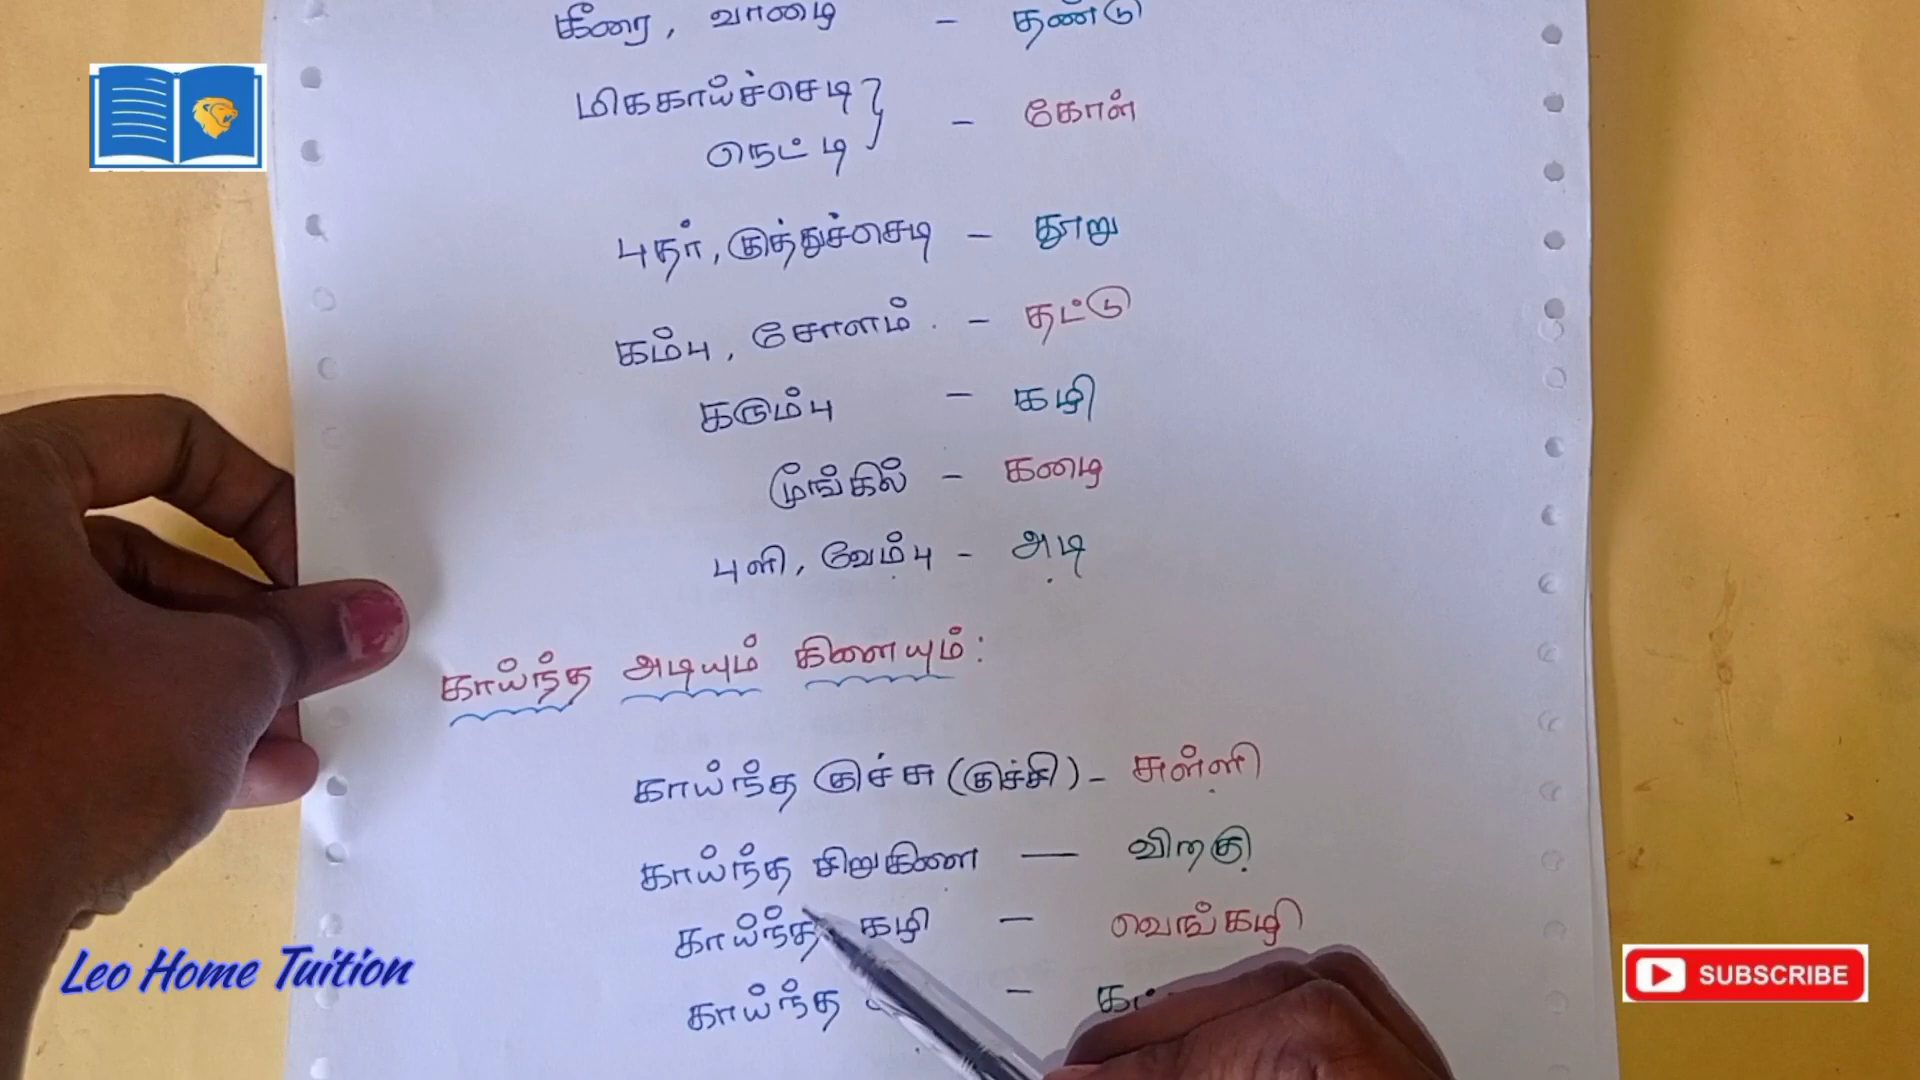 கீரை, வாழை - தண்டு
மிளகாய்ச்செடி
நெட்டி - கோல்
புதர், குத்துச்செடி - தூறு
கம்பு, சோளம் - தட்டு
கரும்பு - கழி
மூங்கில் - கழை
புளி, வேம்பு - அடி
காய்ந்த அடியும் கிளையும்:
காய்ந்த குச்சு (குச்சி) - சுள்ளி
காய்ந்த சிறுகிளை - விறகு
காய்ந்த கழி - வெங்கழி
காய்ந்த -
Leo Home Tuition
SUBSCRIBE